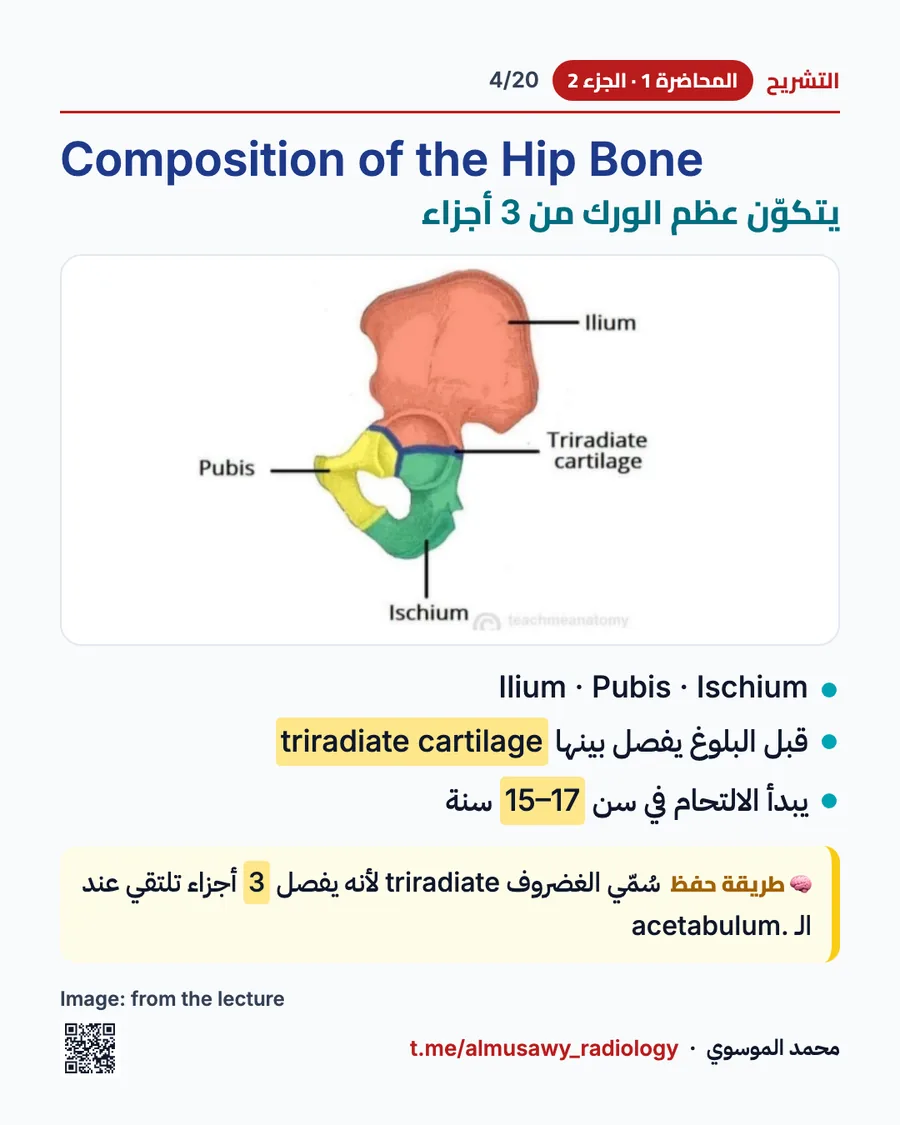 التشريح
المحاضرة 1 · الجزء 2
4/20
Composition of the Hip Bone
يتكوّن عظم الورك من 3 أجزاء
Ilium
Triradiate
cartilage
Pubis
Ischium
© teachmeanatomy
Ilium · Pubis · Ischium
قبل البلوغ يفصل بينها triradiate cartilage
يبدأ الالتحام في سن 15–17 سنة
🧠 طريقة حفظ سُمّي الغضروف triradiate لأنه يفصل 3 أجزاء تلتقي عند
الـ acetabulum.
Image: from the lecture
محمد الموسوي · t.me/almusawy_radiology